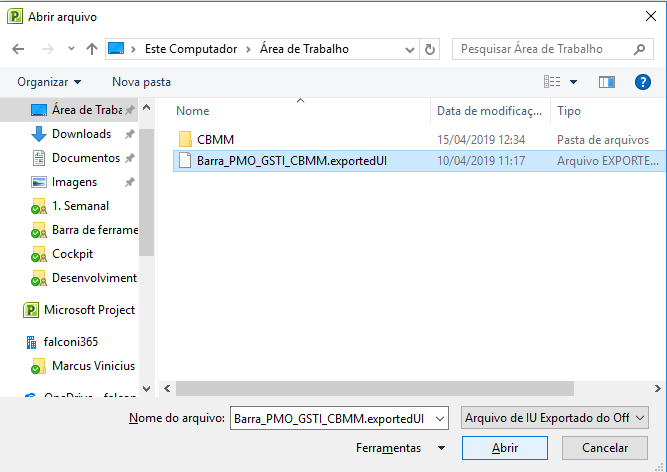 Abrir arquivo
Este Computador > Área de Trabalho
Pesquisar Área de Trabalho
Organizar
Nova pasta
Área de Traba
Downloads
Documentos
Imagens
1. Semanal
Barra de ferrame
Cockpit
Desenvolviment
Microsoft Project
falconi365
Marcus Vinicius
OneDrive - falcon
Nome Data de modificaç... Tipo
CBMM 15/04/2019 12:34 Pasta de arquivos
Barra_PMO_GSTI_CBMM.exportedUI 10/04/2019 11:17 Arquivo EXPORTE...
Nome do arquivo: Barra_PMO_GSTI_CBMM.exportedUI Arquivo de IU Exportado do Off
Ferramentas Abrir Cancelar